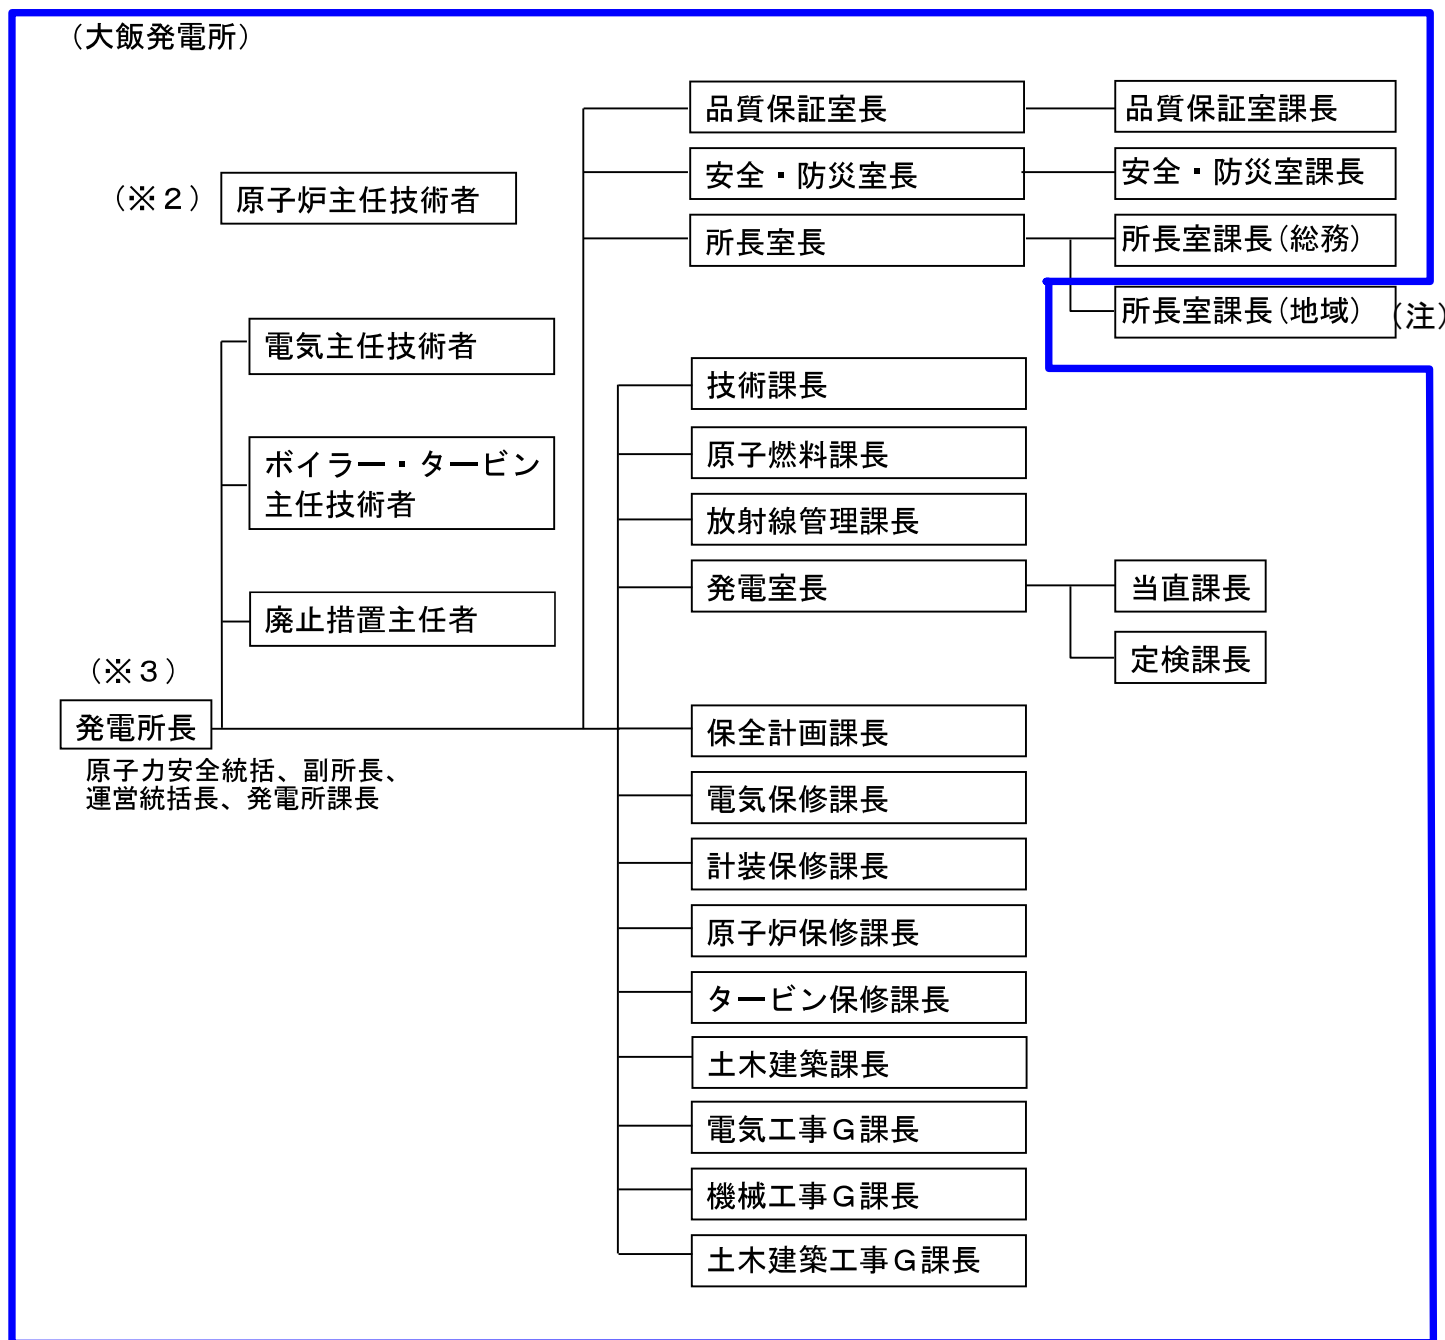 （大飯発電所）
品質保証室長
品質保証室課長
安全・防災室長
安全・防災室課長
（※２）
原子炉主任技術者
所長室長
所長室課長（総務）
所長室課長（地域）
（注）
電気主任技術者
技術課長
ボイラー・タービン
主任技術者
原子燃料課長
放射線管理課長
発電室長
当直課長
廃止措置主任者
定検課長
（※３）
発電所長
原子力安全統括、副所長、
運営統括長、発電所課長
保全計画課長
電気保修課長
計装保修課長
原子炉保修課長
タービン保修課長
土木建築課長
電気工事Ｇ課長
機械工事Ｇ課長
土木建築工事Ｇ課長